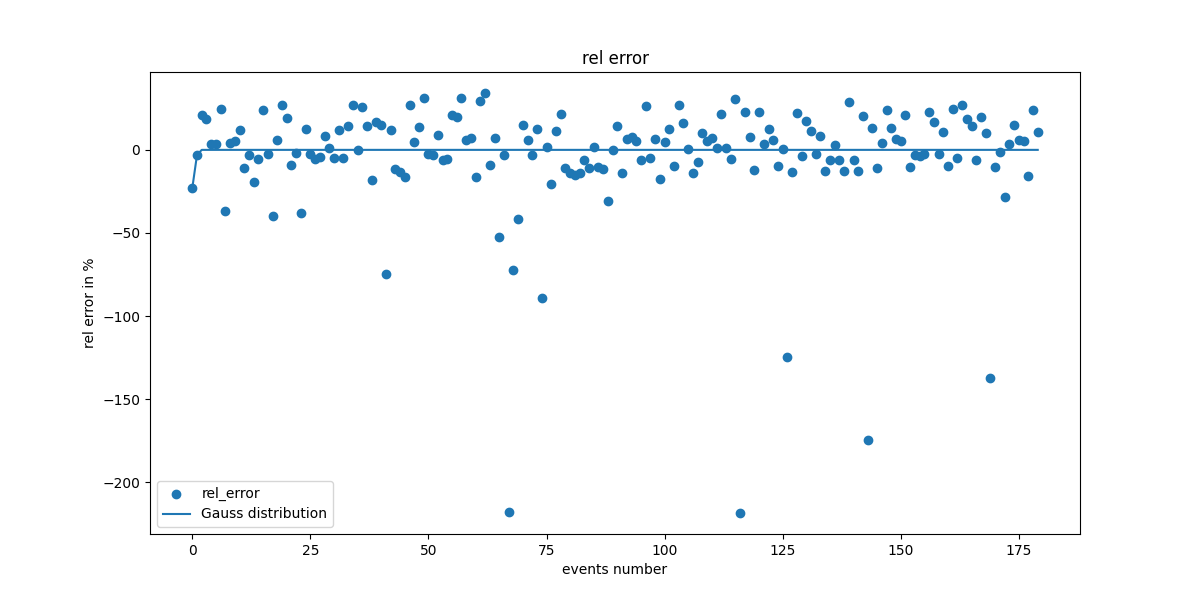 rel error
rel error in %
0
−50
−100
−150
−200
rel_error
Gauss distribution
0 25 50 75 100 125 150 175
events number